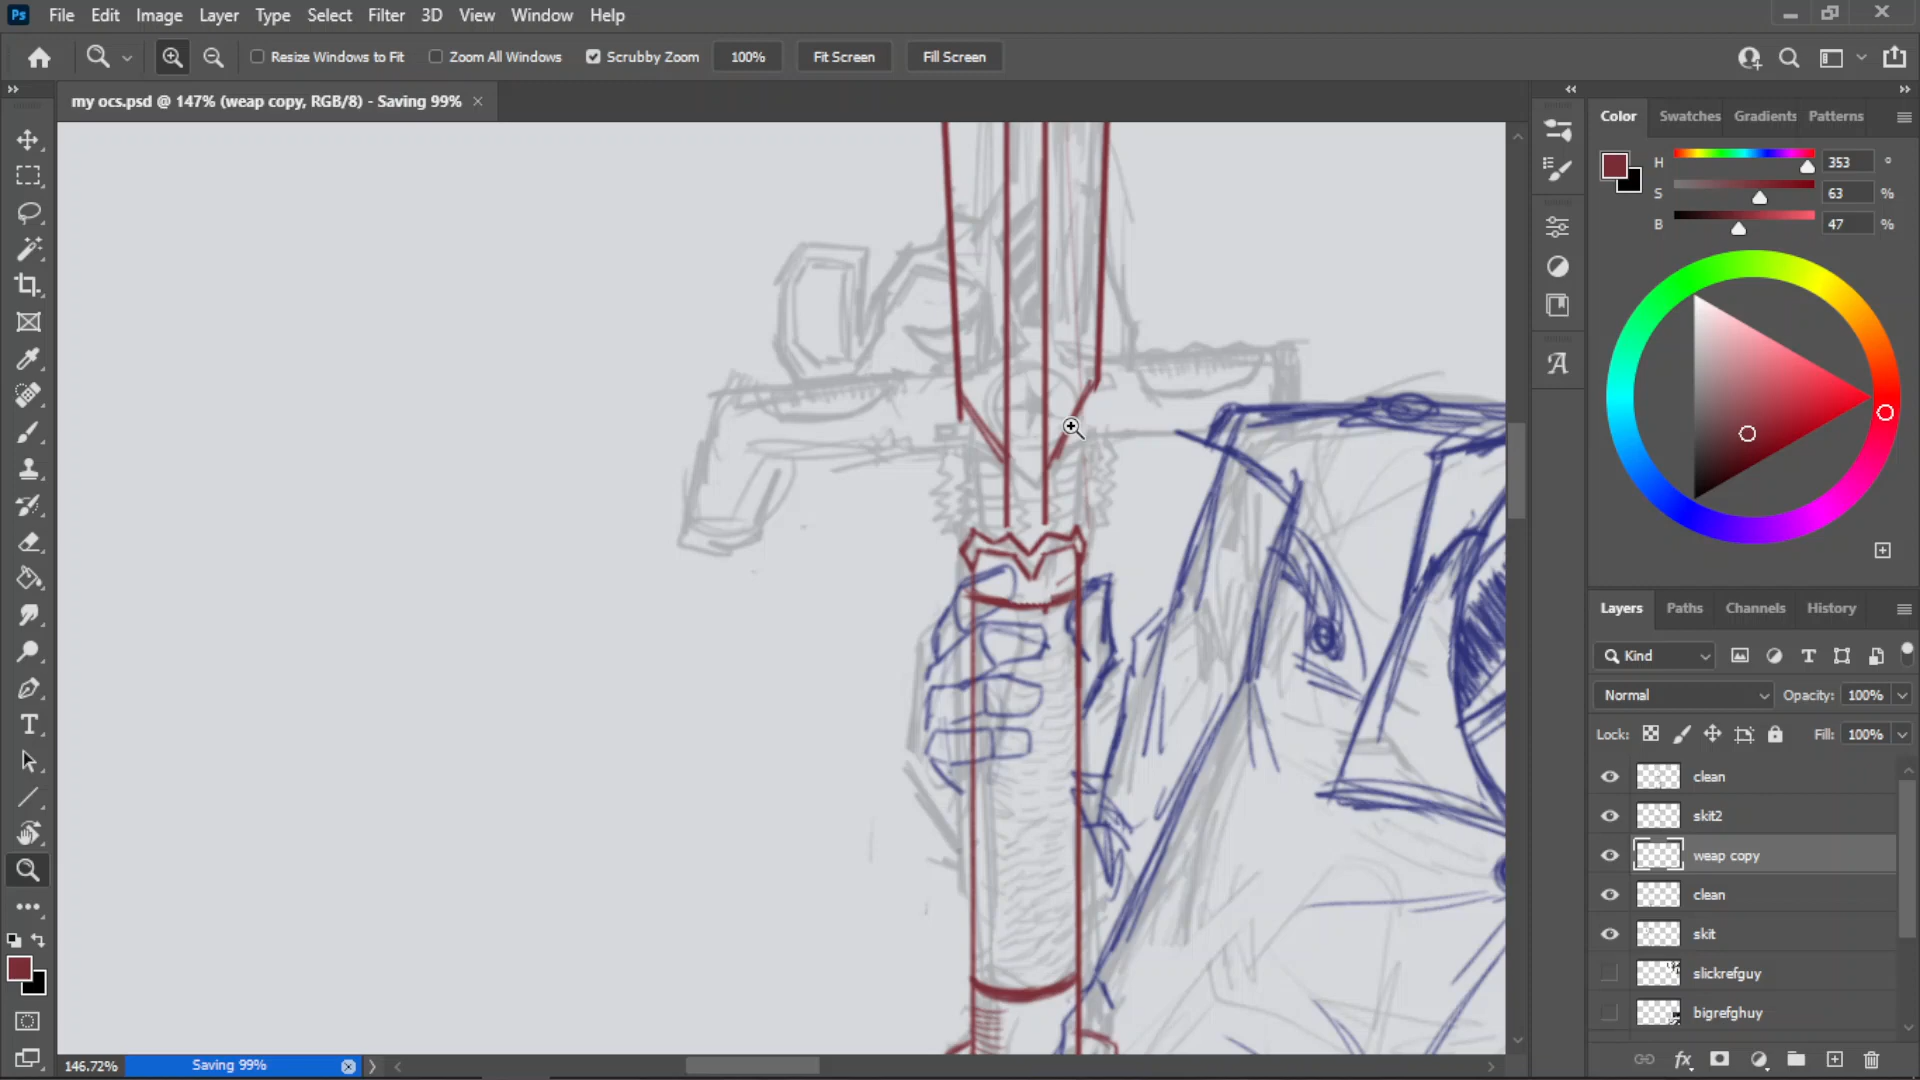 Ps File Edit Image Layer Type Select Filter 3D View Window Help
Resize Windows to Fit Zoom All Windows Scrubby Zoom 100% Fit Screen Fill Screen
my ocs.psd @ 147% (weap copy, RGB/8) - Saving 99%
Color Swatches Gradients Patterns
H 353 °
S 63 %
B 47 %
Layers Paths Channels History
Kind
Normal Opacity: 100%
Lock: Fill: 100%
clean
skit2
weap copy
clean
skit
slickrefguy
bigrefghuy
146.72% Saving 99%